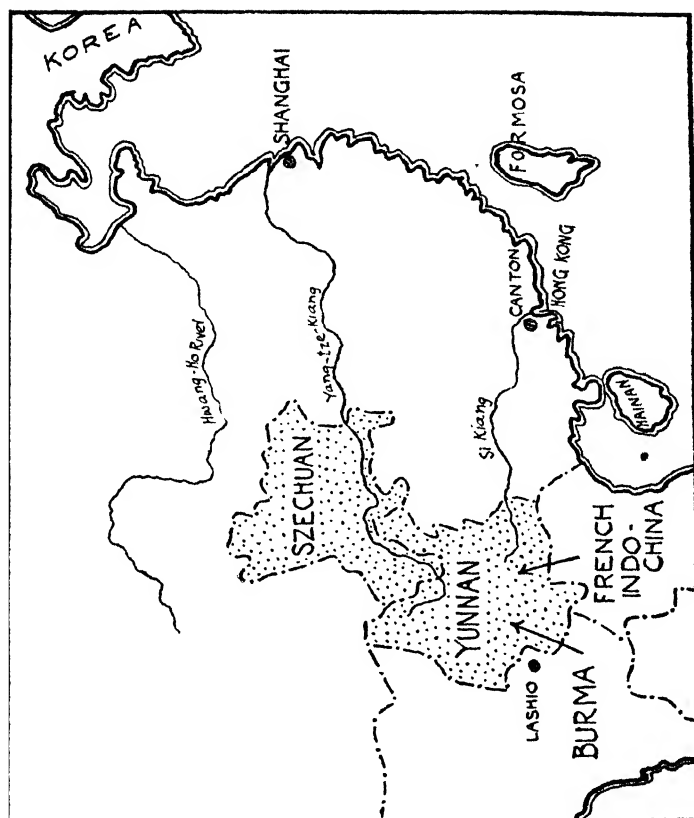 KOREA
Hwang-Ho River
SHANGHAI
Yang-tze-Kiang
SZECHUAN
FORMOSA
CANTON
HONG KONG
Si Kiang
HAINAN
YUNNAN
LASHIO
BURMA
FRENCH
INDO-
CHINA